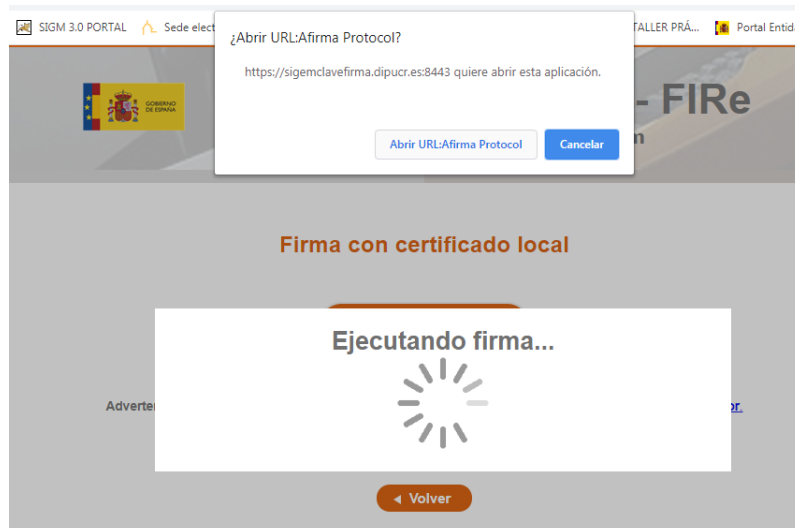 SIGM 3.0 PORTAL Sede elect TALLER PRÁ... Portal Entid
¿Abrir URL:Afirma Protocol?
https://sigemclavefirma.dipucr.es:8443 quiere abrir esta aplicación.
GOBIERNO
DE ESPAÑA
- FIRe
m
Abrir URL:Afirma Protocol Cancelar
Firma con certificado local
Ejecutando firma...
Adverte or.
Volver